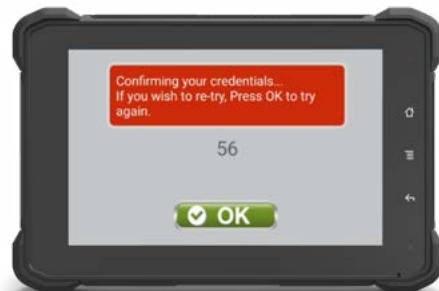 Confirming your credentials...
If you wish to re-try, Press OK to try
again.
56
OK